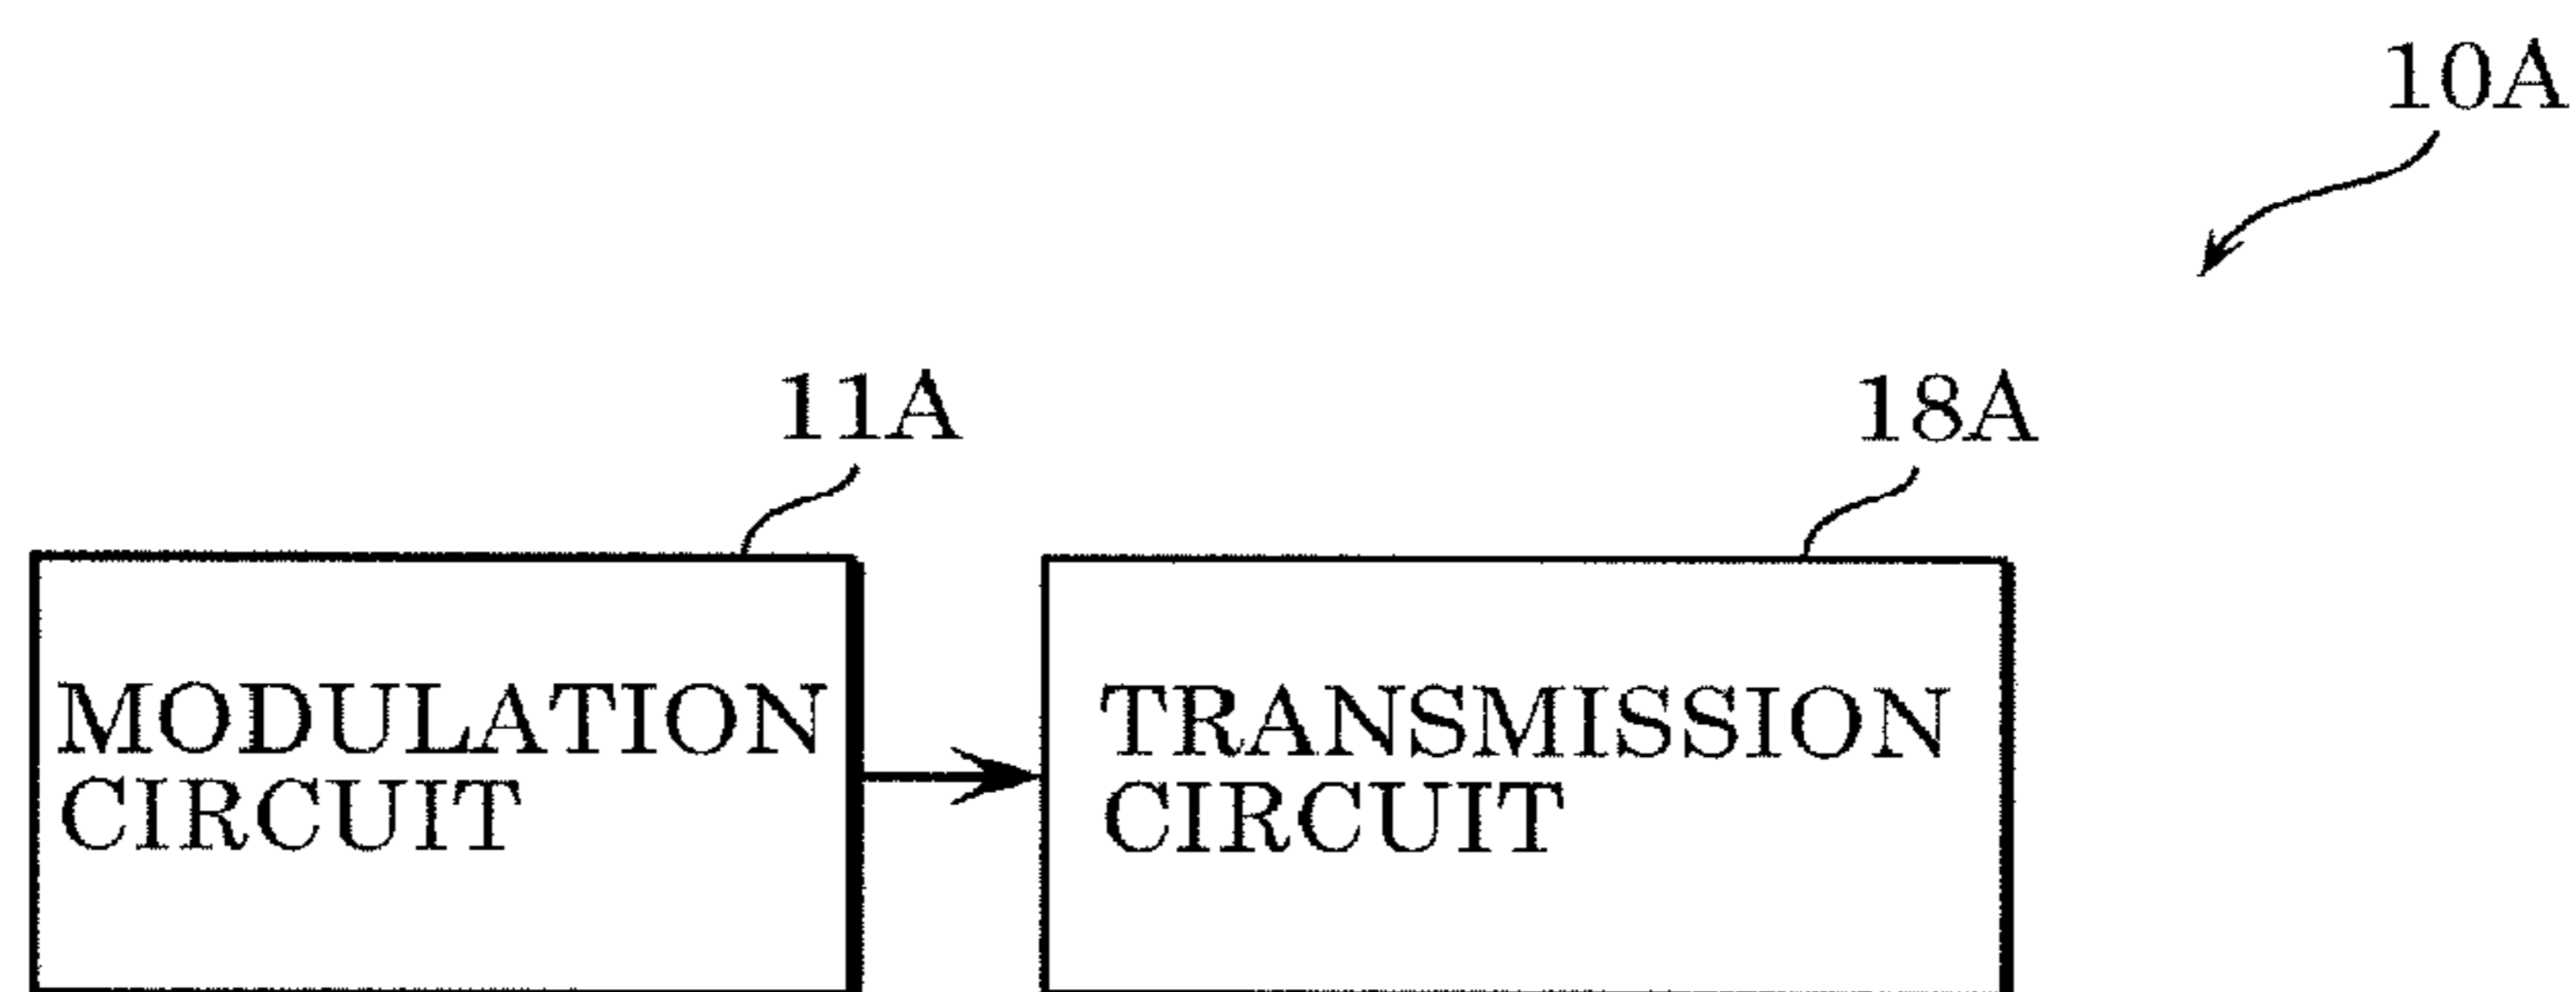 10A
11A
18A
MODULATION
CIRCUIT
TRANSMISSION
CIRCUIT